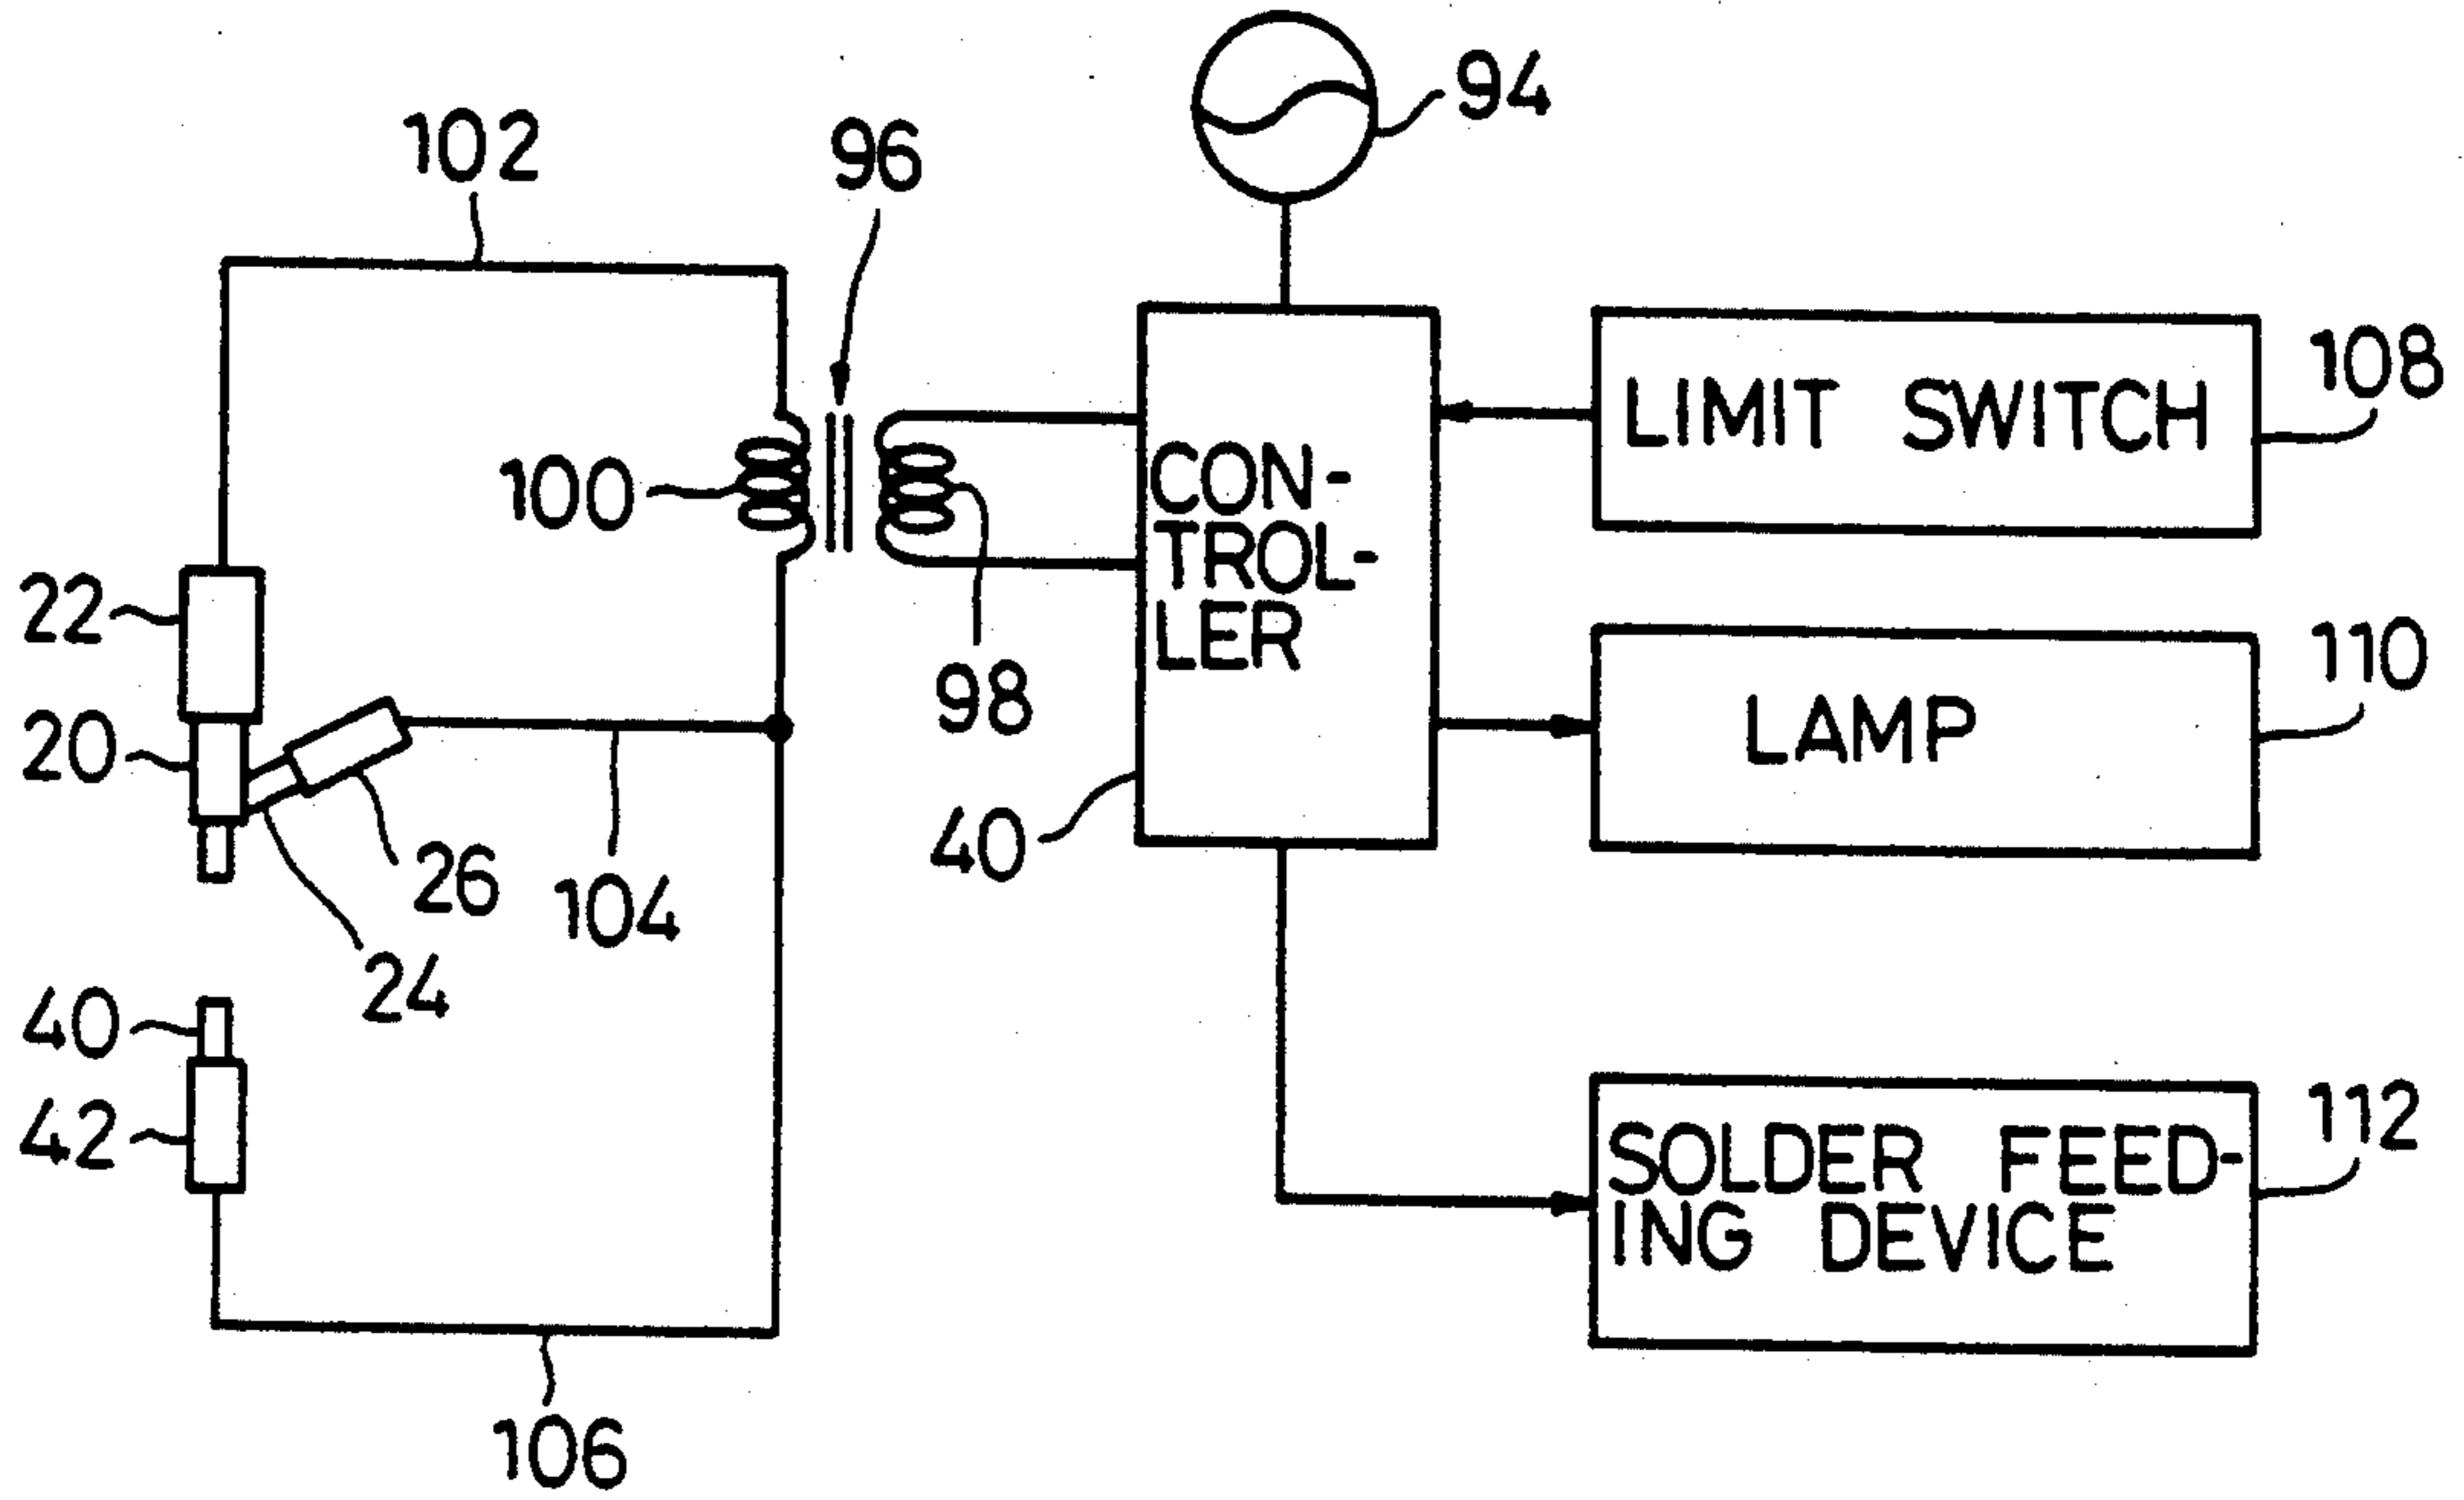 94
102
96
108
LIMIT SWITCH
100
CON-
TROL-
LER
22
98
110
LAMP
20
40
26
104
24
40
42
112
SOLDER FEED-
ING DEVICE
106